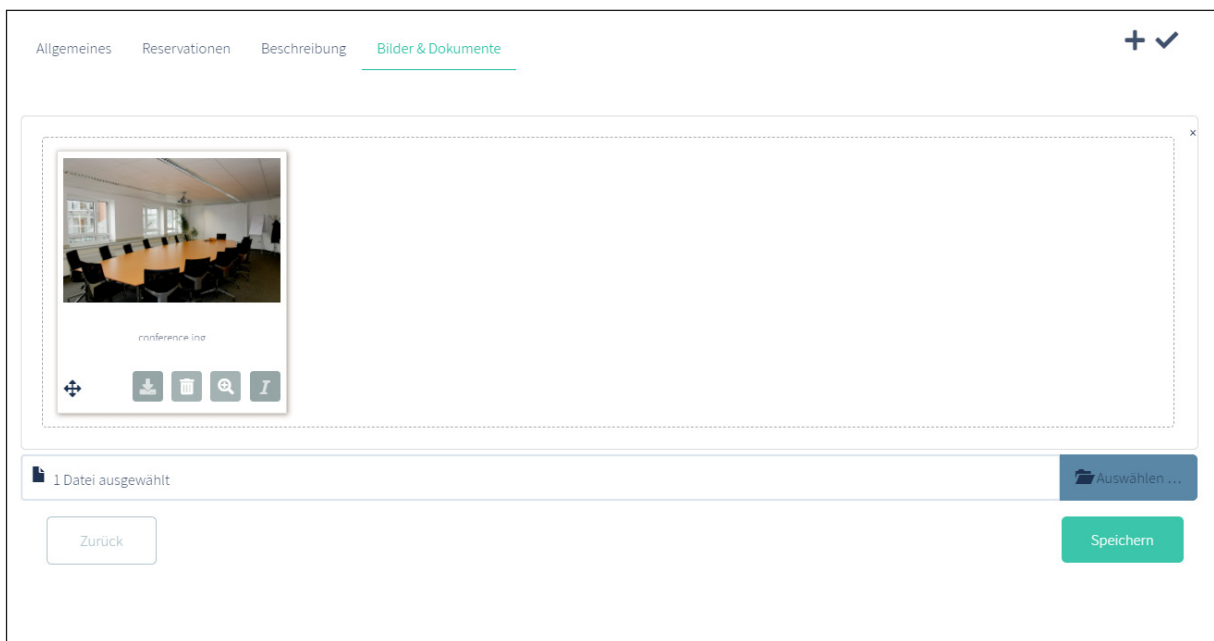 Allgemeines Reservationen Beschreibung Bilder & Dokumente
×
conference.jpg
1 Datei ausgewählt
Auswählen ...
Zurück
Speichern